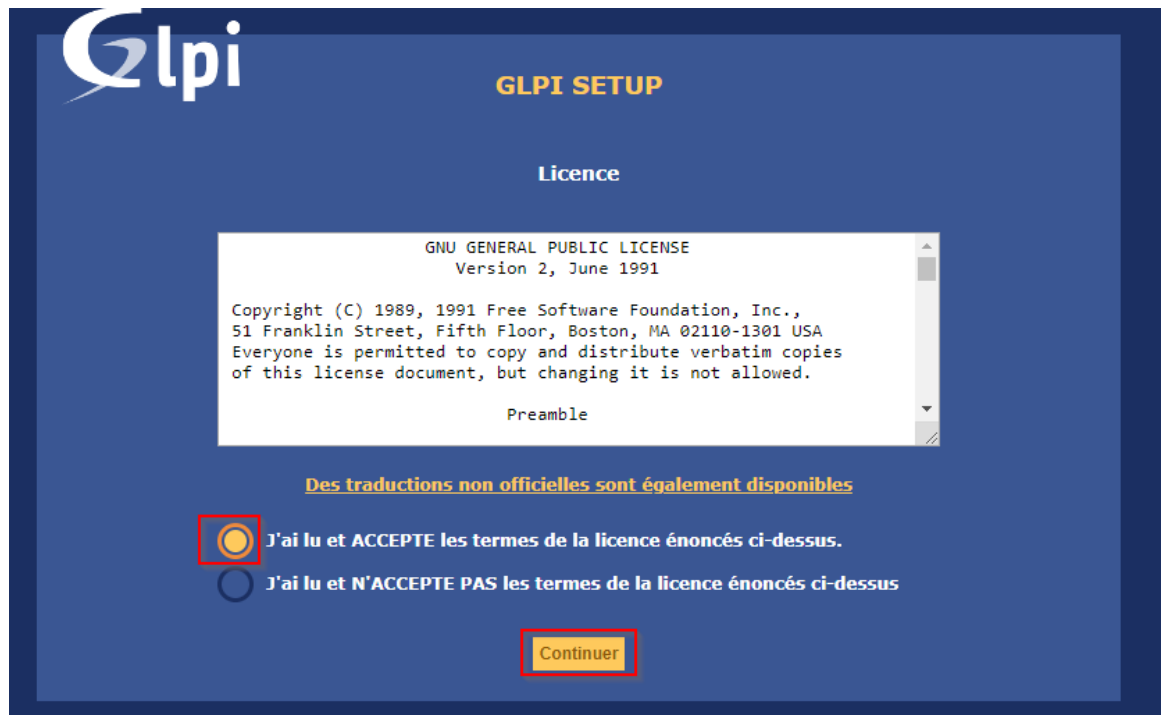 Glpi
GLPI SETUP
Licence
GNU GENERAL PUBLIC LICENSE
Version 2, June 1991
Copyright (C) 1989, 1991 Free Software Foundation, Inc.,
51 Franklin Street, Fifth Floor, Boston, MA 02110-1301 USA
Everyone is permitted to copy and distribute verbatim copies
of this license document, but changing it is not allowed.
Preamble
Des traductions non officielles sont également disponibles
J'ai lu et ACCEPTE les termes de la licence énoncés ci-dessus.
J'ai lu et N'ACCEPTE PAS les termes de la licence énoncés ci-dessus
Continuer